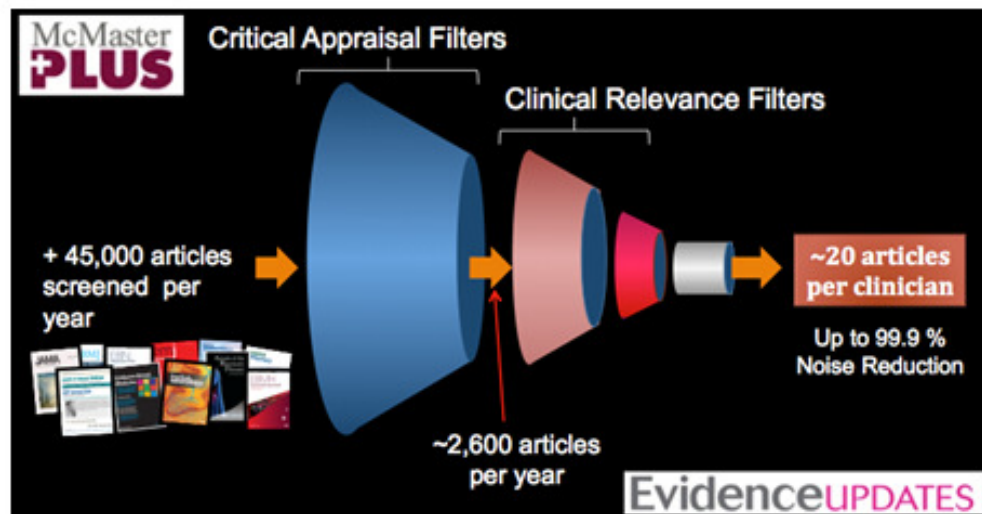 McMaster
PLUS
Critical Appraisal Filters
Clinical Relevance Filters
+ 45,000 articles
screened per
year
JAMA
~20 articles
per clinician
Up to 99.9 %
Noise Reduction
~2,600 articles
per year
EvidenceUPDATES